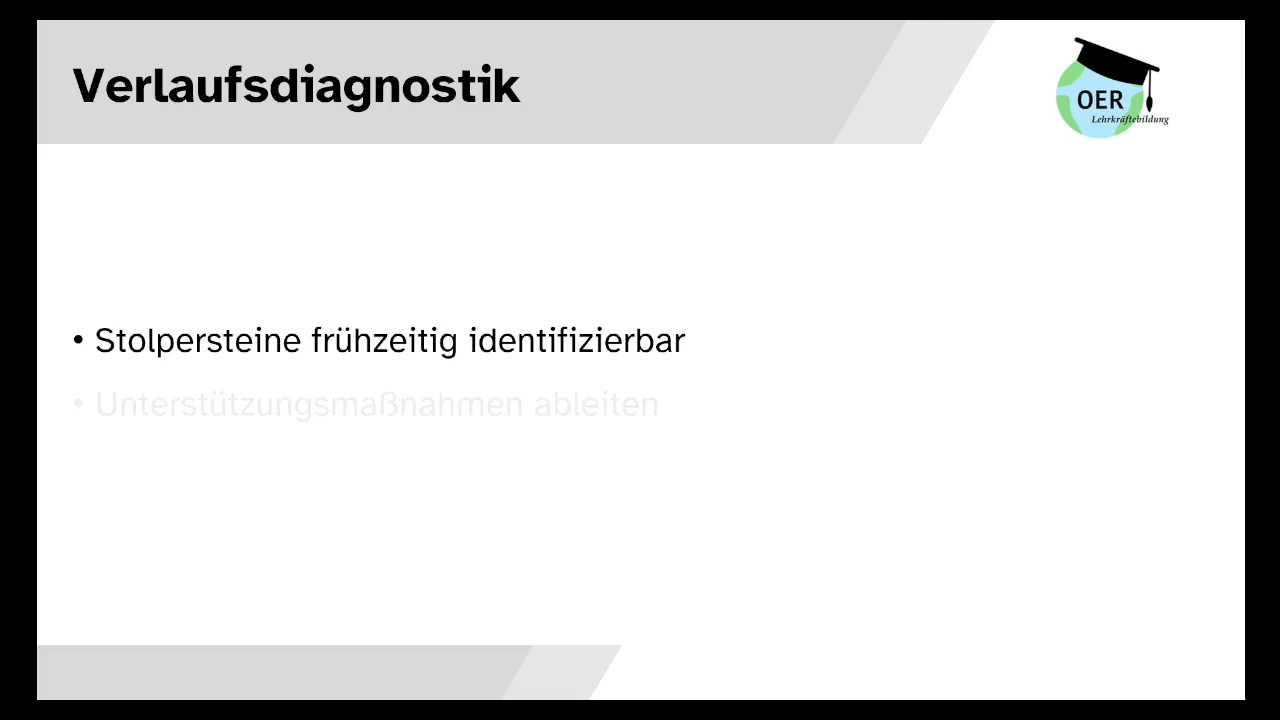 Verlaufsdiagnostik
OER
Lehrkräftebildung
• Stolpersteine frühzeitig identifizierbar
• Unterstützungsmaßnahmen ableiten